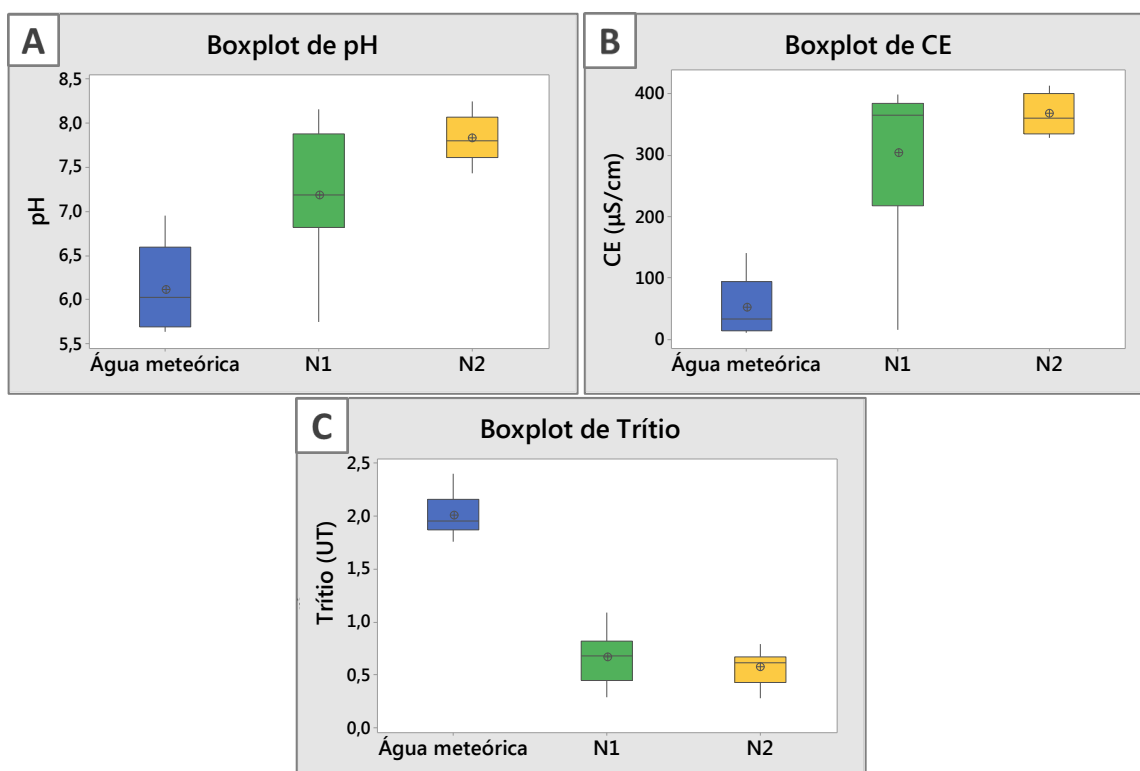 A
Boxplot de pH
pH
8,5
8,0
7,5
7,0
6,5
6,0
5,5
Água meteórica N1 N2
B
Boxplot de CE
CE (µS/cm)
400
300
200
100
0
Água meteórica N1 N2
C
Boxplot de Trítio
Trítio (UT)
2,5
2,0
1,5
1,0
0,5
0,0
Água meteórica N1 N2